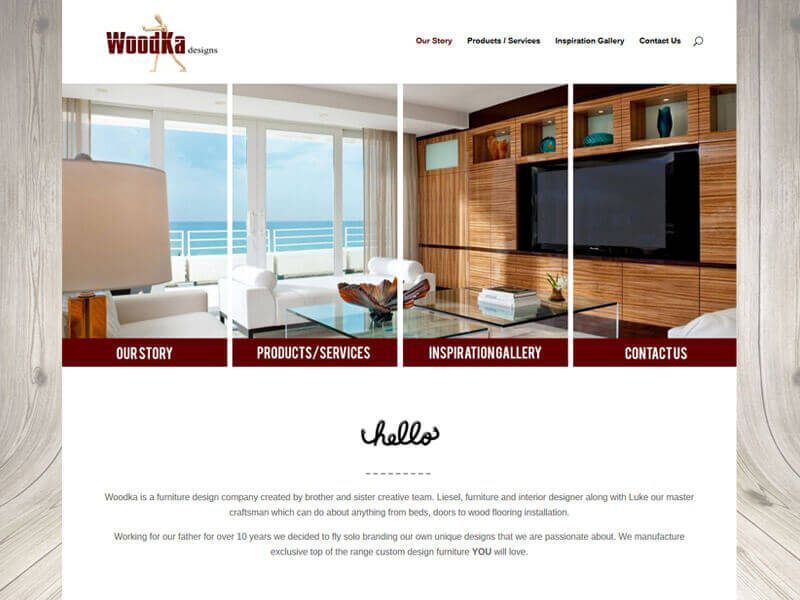 WoodKa designs
Our Story Products / Services Inspiration Gallery Contact Us
OUR STORY PRODUCTS/SERVICES INSPIRATION GALLERY CONTACT US
hello
Woodka is a furniture design company created by brother and sister creative team. Liesel, furniture and interior designer along with Luke our master
craftsman which can do about anything from beds, doors to wood flooring installation.
Working for our father for over 10 years we decided to fly solo branding our own unique designs that we are passionate about. We manufacture
exclusive top of the range custom design furniture YOU will love.